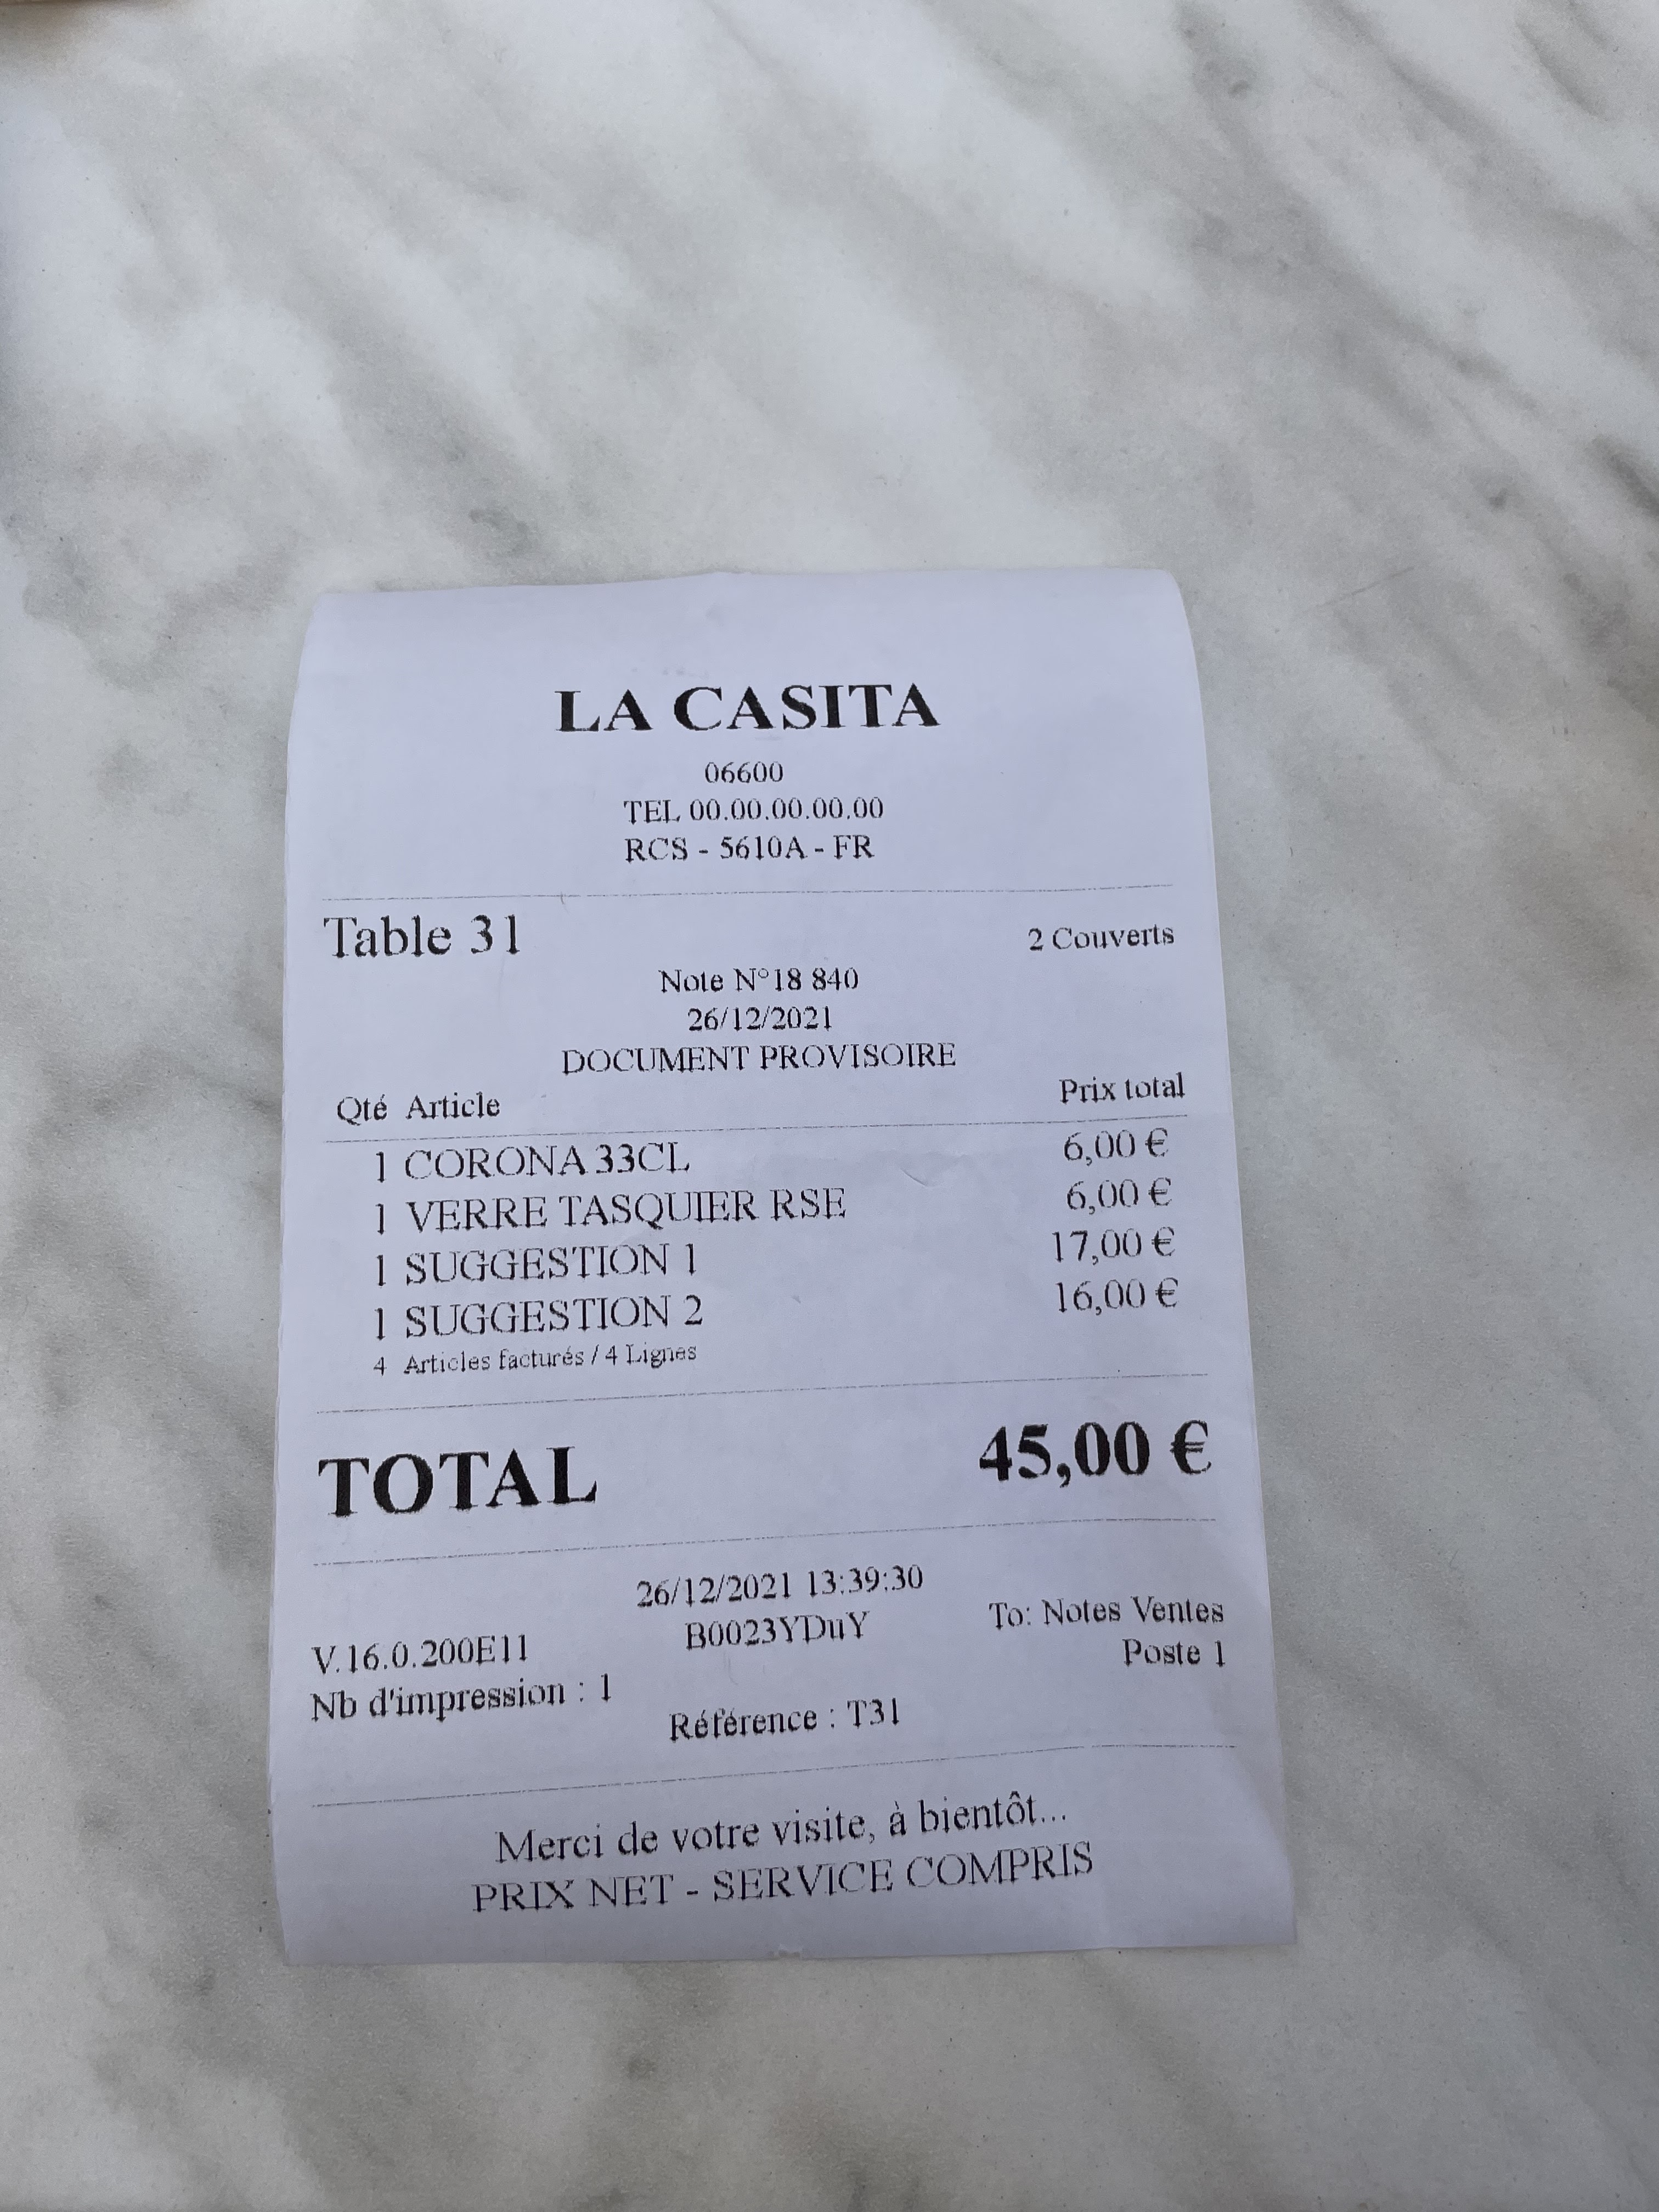 LA CASITA
06600
TEL 00.00.00.00.00
RCS - 5610A - FR
Table 31 2 Couverts
Note N°18 840
26/12/2021
DOCUMENT PROVISOIRE
Qté Article Prix total
1 CORONA 33CL 6,00 €
1 VERRE TASQUIER RSE 6,00 €
1 SUGGESTION 1 17,00 €
1 SUGGESTION 2 16,00 €
4 Articles facturés / 4 Lignes
TOTAL 45,00 €
26/12/2021 13:39:30
V.16.0.200E11 B0023YDuY To: Notes Ventes
Nb d'impression : 1 Poste 1
Référence : T31
Merci de votre visite, à bientôt...
PRIX NET - SERVICE COMPRIS